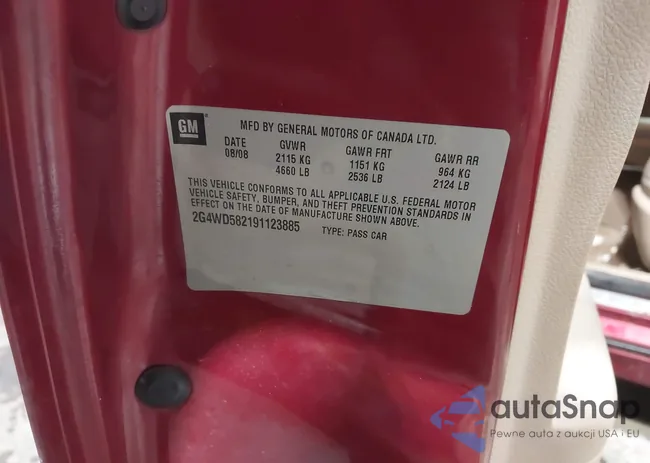 GM
MFD BY GENERAL MOTORS OF CANADA LTD.
DATE GVWR GAWR FRT GAWR RR
08/08 2115 KG 1151 KG 964 KG
4660 LB 2536 LB 2124 LB
THIS VEHICLE CONFORMS TO ALL APPLICABLE U.S. FEDERAL MOTOR
VEHICLE SAFETY, BUMPER, AND THEFT PREVENTION STANDARDS IN
EFFECT ON THE DATE OF MANUFACTURE SHOWN ABOVE.
2G4WD582191123885 TYPE: PASS CAR
autaSnap
Pewne auta z aukcji USA i EU